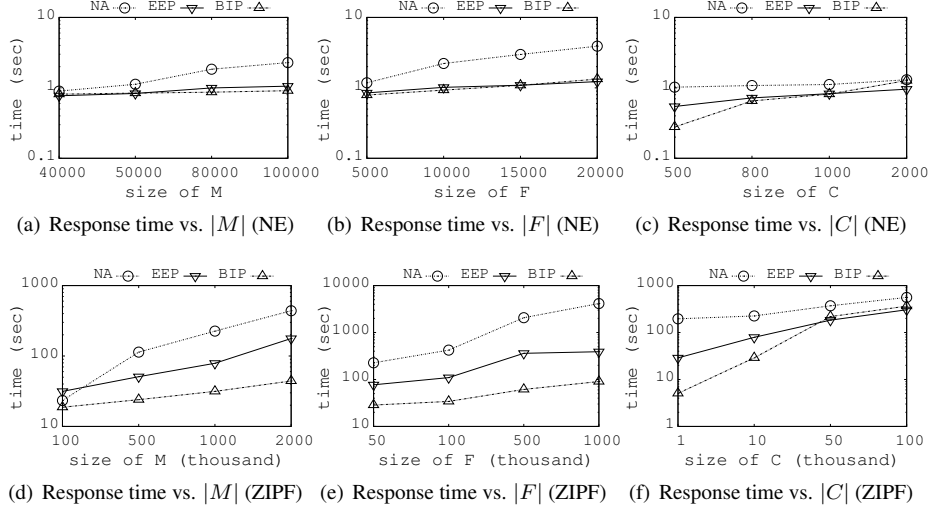 NA EEP BIP
10
1
0.1
time (sec)
40000 50000 80000 100000
size of M
(a) Response time vs. |M| (NE)
NA EEP BIP
10
1
0.1
time (sec)
5000 10000 15000 20000
size of F
(b) Response time vs. |F| (NE)
NA EEP BIP
10
1
0.1
time (sec)
500 800 1000 2000
size of C
(c) Response time vs. |C| (NE)
NA EEP BIP
1000
100
10
time (sec)
100 500 1000 2000
size of M (thousand)
(d) Response time vs. |M| (ZIPF)
NA EEP BIP
10000
1000
100
10
time (sec)
50 100 500 1000
size of F (thousand)
(e) Response time vs. |F| (ZIPF)
NA EEP BIP
1000
100
10
1
time (sec)
1 10 50 100
size of C (thousand)
(f) Response time vs. |C| (ZIPF)